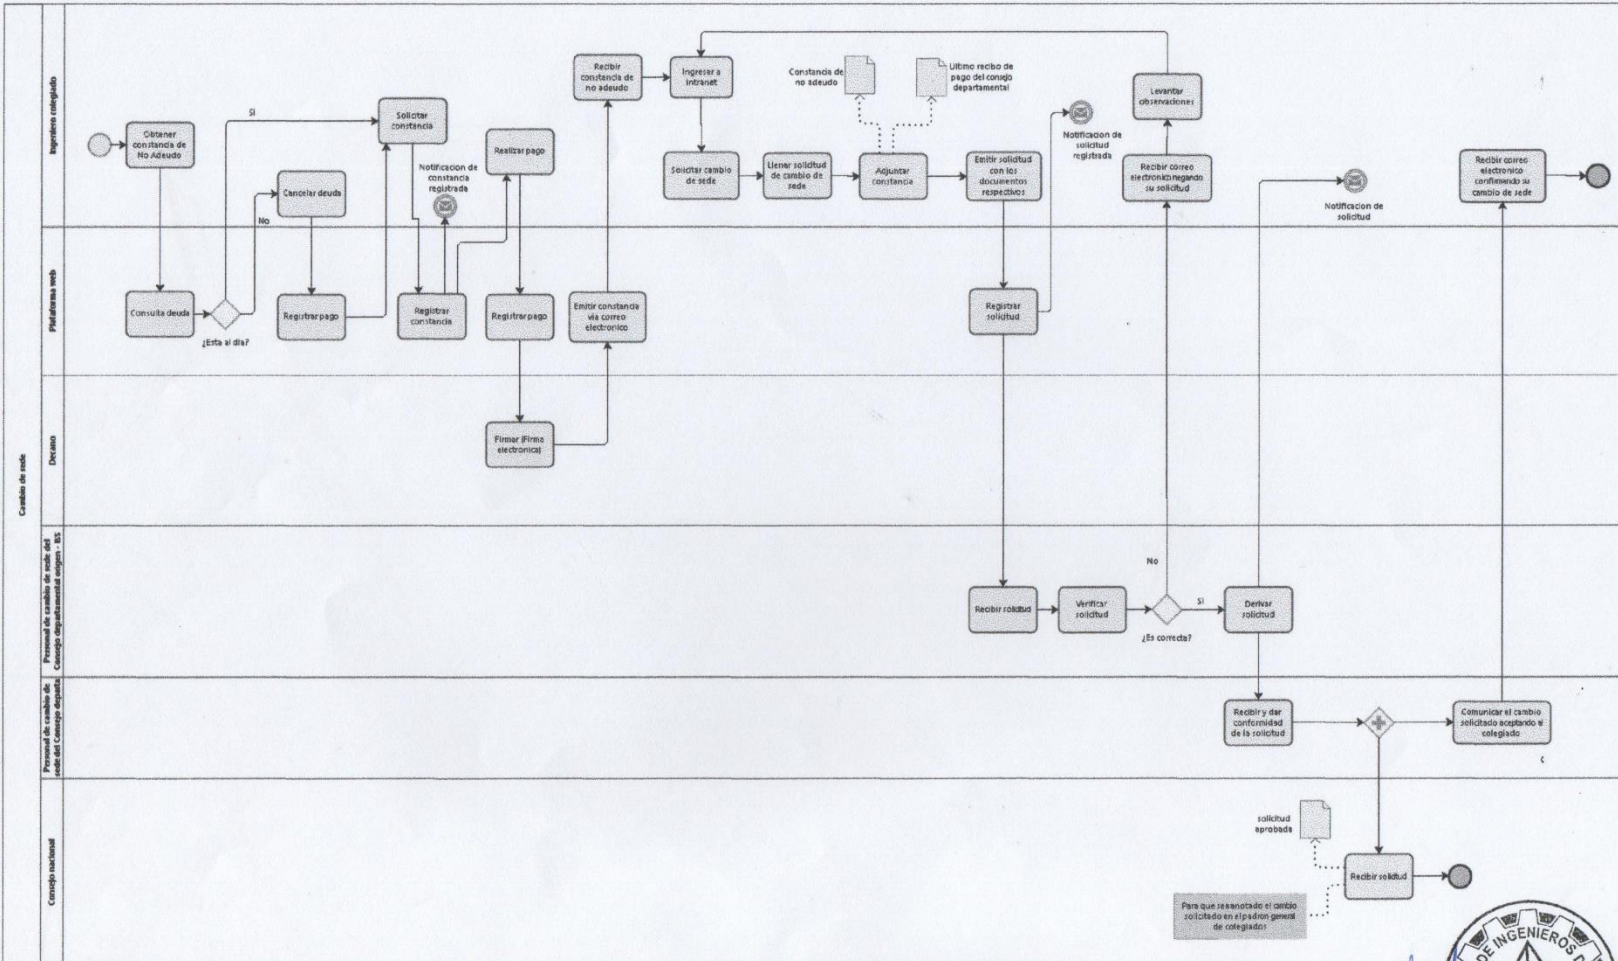 Cambio de sede
Ingeniero colegiado
Obtener
constancia de
No Adeudo
Si
Solicitar
constancia
Cancelar deuda
No
Notificacion de
constancia
registrada
Realizar pago
Recibir
constancia de
no adeudo
Ingresar a
intranet
Solicitar cambio
de sede
Llenar solicitud
de cambio de
sede
Constancia de
no adeudo
Ultimo recibo de
pago del consejo
departamental
Adjuntar
constancia
Emitir solicitud
con los
documentos
respectivos
Notificacion de
solicitud
registrada
Levantar
observaciones
Recibir correo
electronico negando
su solicitud
Notificacion de
solicitud
Recibir correo
electronico
confimando su
cambio de sede
Plataforma web
Consulta deuda
¿Esta al dia?
Registrar pago
Registrar
constancia
Registrar pago
Emitir constancia
via correo
electronico
Registrar
solicitud
Decano
Firmar (Firma
electronica)
Personal de cambio de sede del
Consejo departamental origen - BS
Recibir solicitud
Verificar
solicitud
No
¿Es correcta?
Si
Derivar
solicitud
Personal de cambio de
sede del Consejo departa
Recibir y dar
conformidad
de la solicitud
Comunicar el cambio
solicitado aceptando el
colegiado
Consejo nacional
solicitud
aprobada
Recibir solicitud
Para que sea anotado el cambio
solicitado en el padron general
de colegiados
DE INGENIEROS D